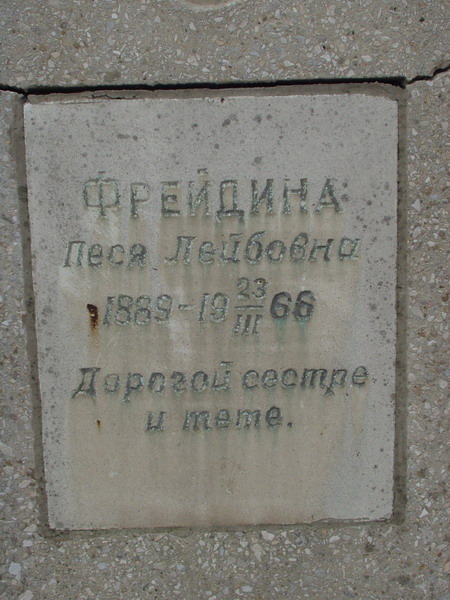 ФРЕЙДИНА
Песя Лейбовна
1889-19 23/III 66
Дорогой сестре
и тете.